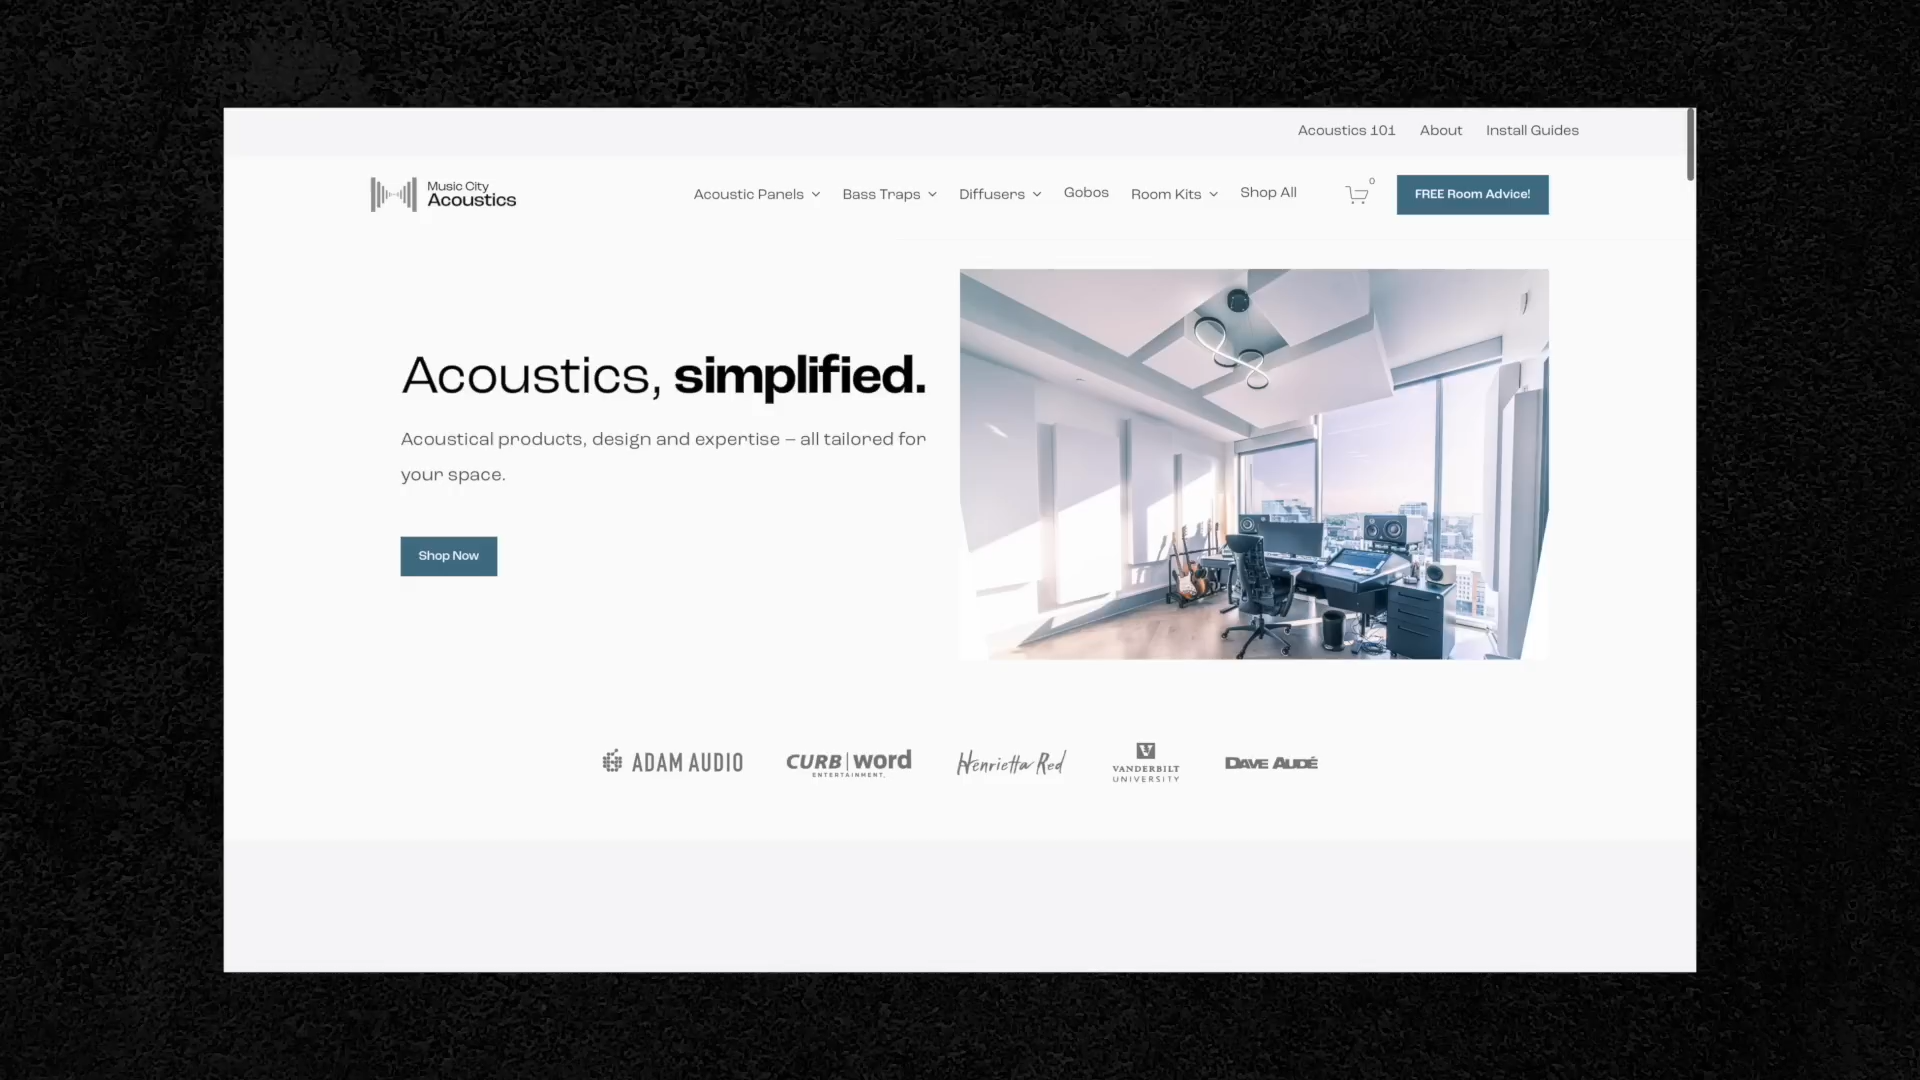 Acoustics 101 About Install Guides
Music City
Acoustics
Acoustic Panels Bass Traps Diffusers Gobos Room Kits Shop All 0 FREE Room Advice!
Acoustics, simplified.
Acoustical products, design and expertise – all tailored for
your space.
Shop Now
ADAM AUDIO
CURB | word
ENTERTAINMENT.
Henrietta Red
V
VANDERBILT
UNIVERSITY
DAVE AUDÉ